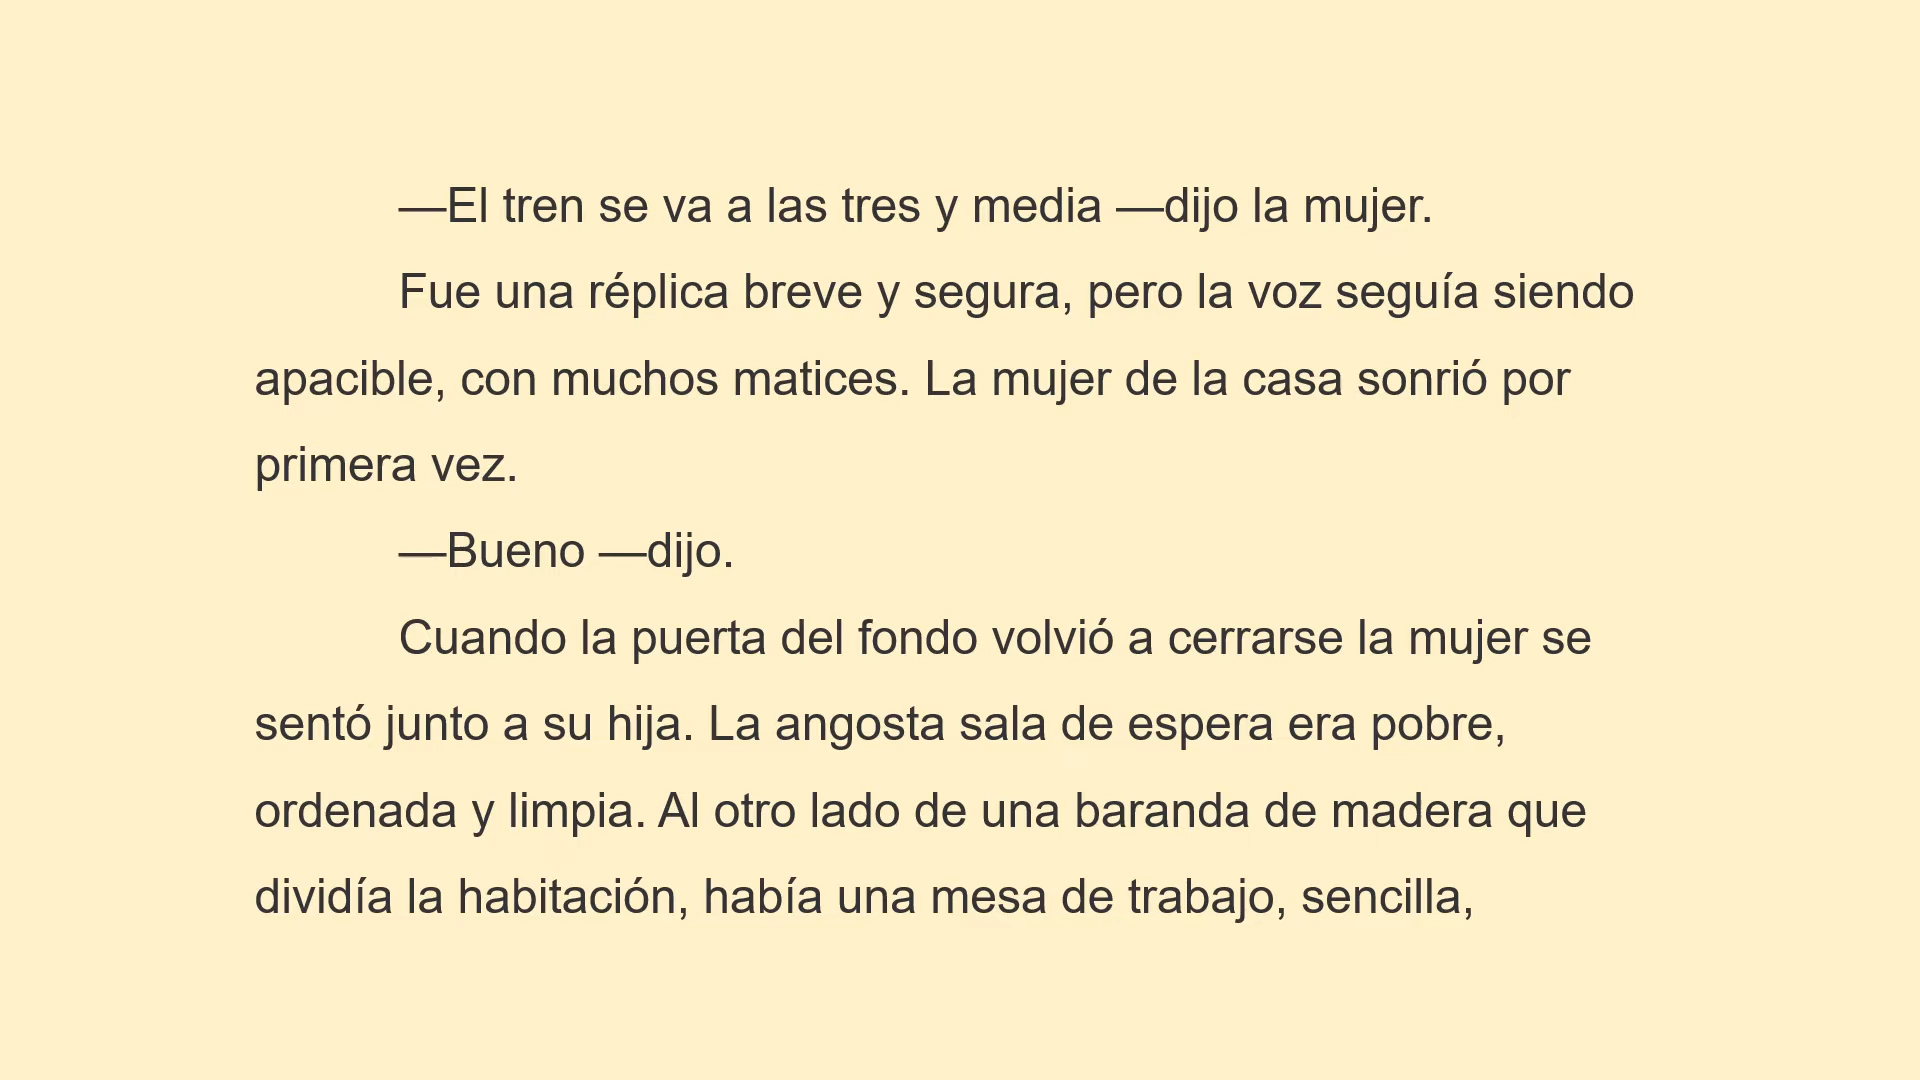 —El tren se va a las tres y media —dijo la mujer.
Fue una réplica breve y segura, pero la voz seguía siendo
apacible, con muchos matices. La mujer de la casa sonrió por
primera vez.
—Bueno —dijo.
Cuando la puerta del fondo volvió a cerrarse la mujer se
sentó junto a su hija. La angosta sala de espera era pobre,
ordenada y limpia. Al otro lado de una baranda de madera que
dividía la habitación, había una mesa de trabajo, sencilla,